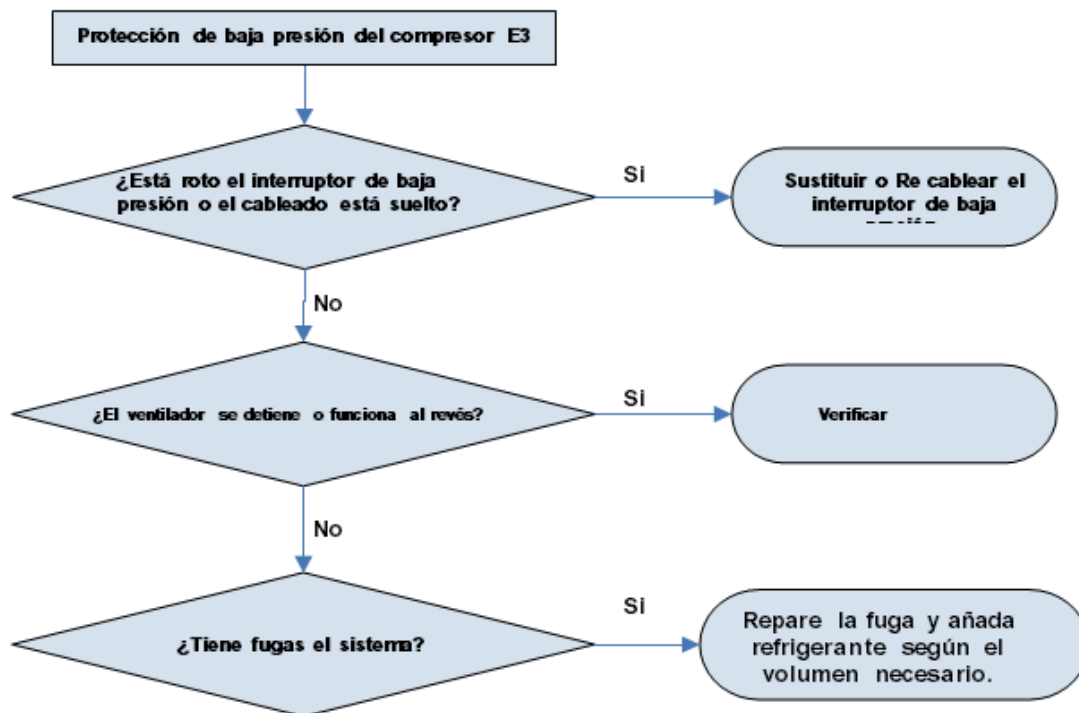 Protección de baja presión del compresor E3
¿Está roto el interruptor de baja
presión o el cableado está suelto?
Si
Sustituir o Re cablear el
interruptor de baja
No
¿El ventilador se detiene o funciona al revés?
Si
Verificar
No
¿Tiene fugas el sistema?
Si
Repare la fuga y añada
refrigerante según el
volumen necesario.